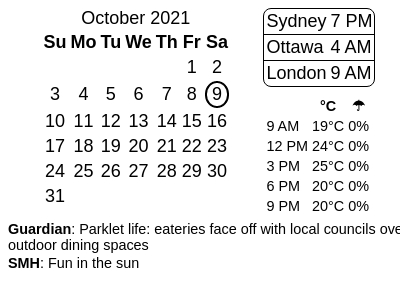 October 2021
Su Mo Tu We Th Fr Sa
1 2
3 4 5 6 7 8 9
10 11 12 13 14 15 16
17 18 19 20 21 22 23
24 25 26 27 28 29 30
31
Sydney 7 PM
Ottawa 4 AM
London 9 AM
°C ☂
9 AM 19°C 0%
12 PM 24°C 0%
3 PM 25°C 0%
6 PM 20°C 0%
9 PM 20°C 0%
Guardian: Parklet life: eateries face off with local councils ove
outdoor dining spaces
SMH: Fun in the sun